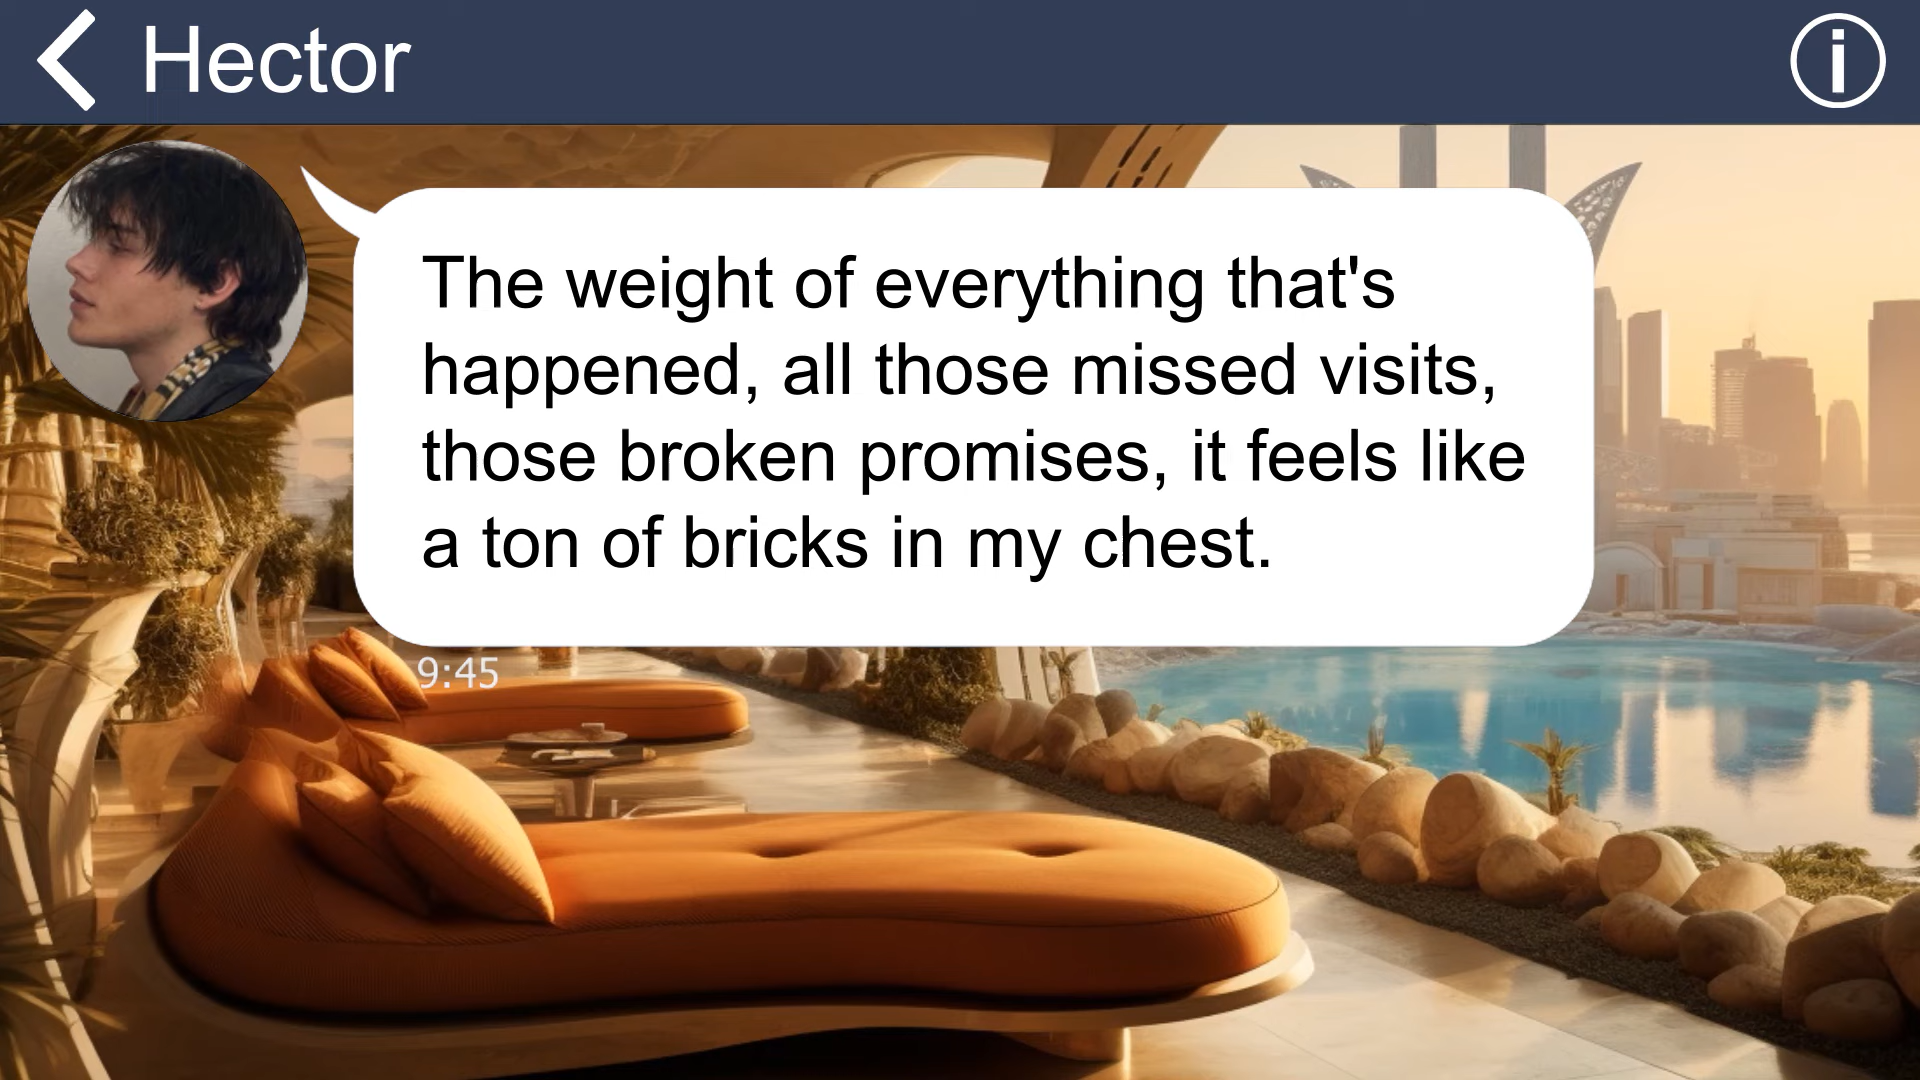 Hector
The weight of everything that's
happened, all those missed visits,
those broken promises, it feels like
a ton of bricks in my chest.
9:45